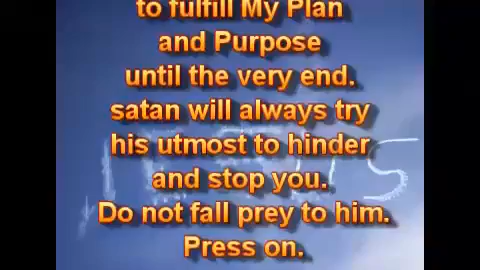 to fulfill My Plan
and Purpose
until the very end.
satan will always try
his utmost to hinder
and stop you.
Do not fall prey to him.
Press on.